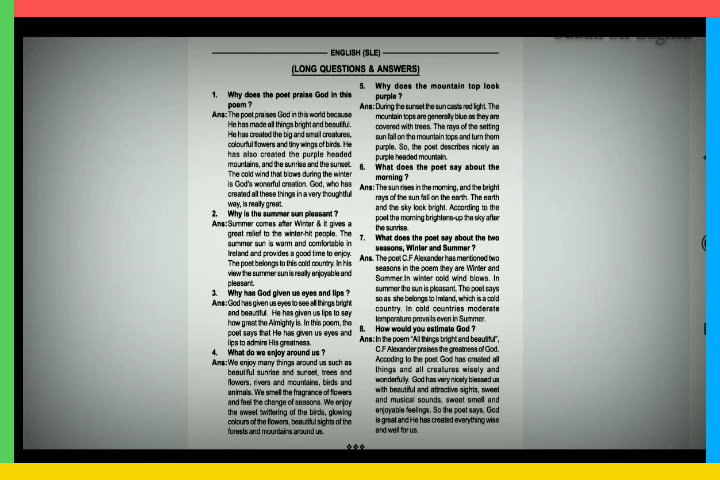 ENGLISH (SLE)
(LONG QUESTIONS & ANSWERS)
1. Why does the poet praise God in this
poem ?
Ans: The poet praises God in this world because
He has made all things bright and beautiful.
He has created the big and small creatures,
colourful flowers and tiny wings of birds. He
has also created the purple headed
mountains, and the sunrise and the sunset.
The cold wind that blows during the winter
is God's wonerful creation. God, who has
created all these things in a very thoughtful
way, is really great.
2. Why is the summer sun pleasant ?
Ans: Summer comes after Winter & it gives a
great relief to the winter-hit people. The
summer sun is warm and comfortable in
Ireland and provides a good time to enjoy.
The poet belongs to this cold country. In his
view the summer sun is really enjoyable and
pleasant.
3. Why has God given us eyes and lips ?
Ans: God has given us eyes to see all things bright
and beautiful. He has given us lips to say
how great the Almighty is. In this poem, the
poet says that He has given us eyes and
lips to admire His greatness.
4. What do we enjoy around us ?
Ans: We enjoy many things around us such as
beautiful sunrise and sunset, trees and
flowers, rivers and mountains, birds and
animals. We smell the fragrance of flowers
and feel the change of seasons. We enjoy
the sweet twittering of the birds, glowing
colours of the flowers, beautiful sights of the
forests and mountains around us.
5. Why does the mountain top look
purple ?
Ans: During the sunset the sun casts red light. The
mountain tops are generally blue as they are
covered with trees. The rays of the setting
sun fall on the mountain tops and turn them
purple. So, the poet describes nicely as
purple headed mountain.
6. What does the poet say about the
morning ?
Ans: The sun rises in the morning, and the bright
rays of the sun fall on the earth. The earth
and the sky look bright. According to the
poet the morning brightens-up the sky after
the sunrise.
7. What does the poet say about the two
seasons, Winter and Summer ?
Ans. The poet C.F Alexander has mentioned two
seasons in the poem they are Winter and
Summer.In winter cold wind blows. In
summer the sun is pleasant. The poet says
so as she belongs to Ireland, which is a cold
country. In cold countries moderate
temperature prevails even in Summer.
8. How would you estimate God ?
Ans: In the poem "All things bright and beautiful",
C.F Alexander praises the greatness of God.
Accoding to the poet God has created all
things and all creatures wisely and
wonderfully. God has very nicely blessed us
with beautiful and attractive sights, sweet
and musical sounds, sweet smell and
enjoyable feelings. So the poet says, God
is great and He has created everything wise
and well for us.